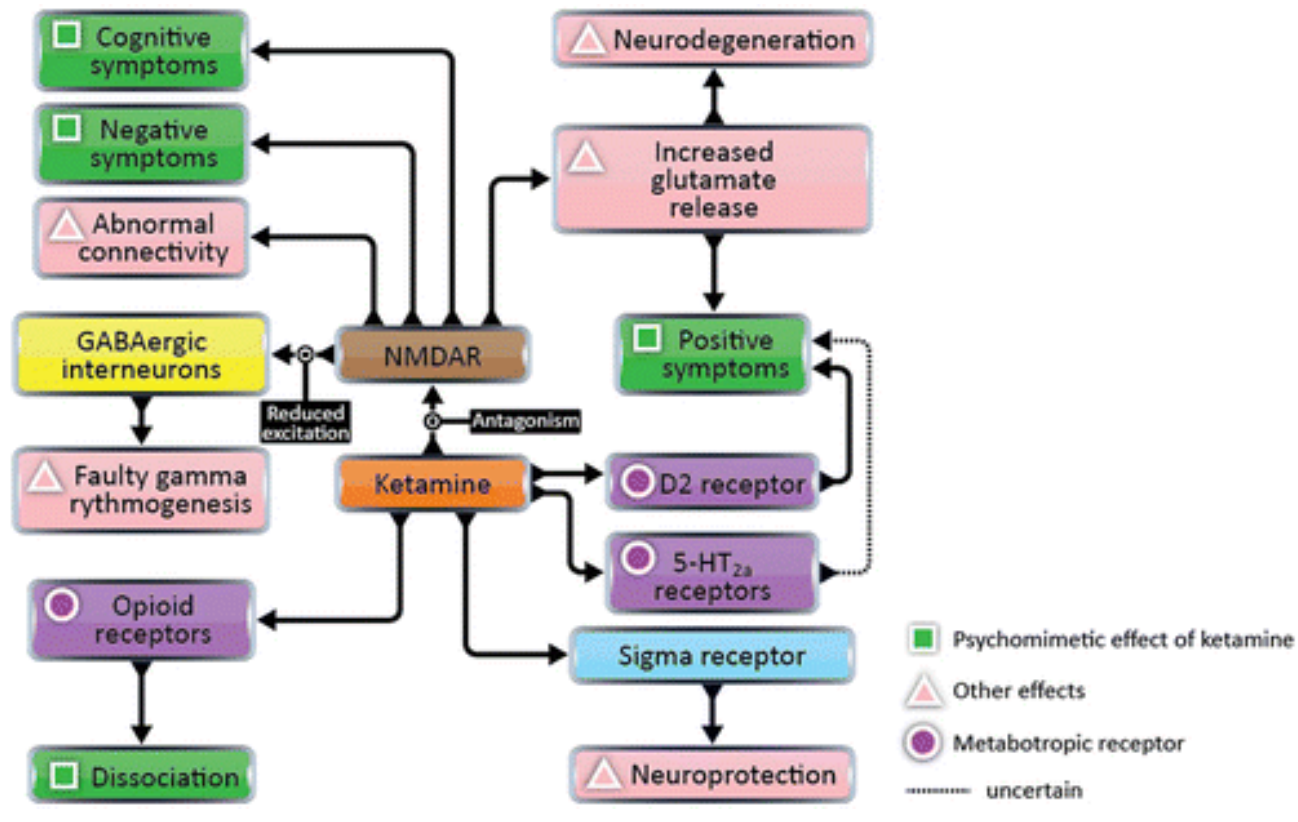 Cognitive
symptoms
Negative
symptoms
Abnormal
connectivity
GABAergic
interneurons
Reduced
excitation
Faulty gamma
rythmogenesis
Opioid
receptors
Dissociation
NMDAR
Antagonism
Ketamine
Neurodegeneration
Increased
glutamate
release
Positive
symptoms
D2 receptor
5-HT2a
receptors
Sigma receptor
Neuroprotection
Psychomimetic effect of ketamine
Other effects
Metabotropic receptor
uncertain